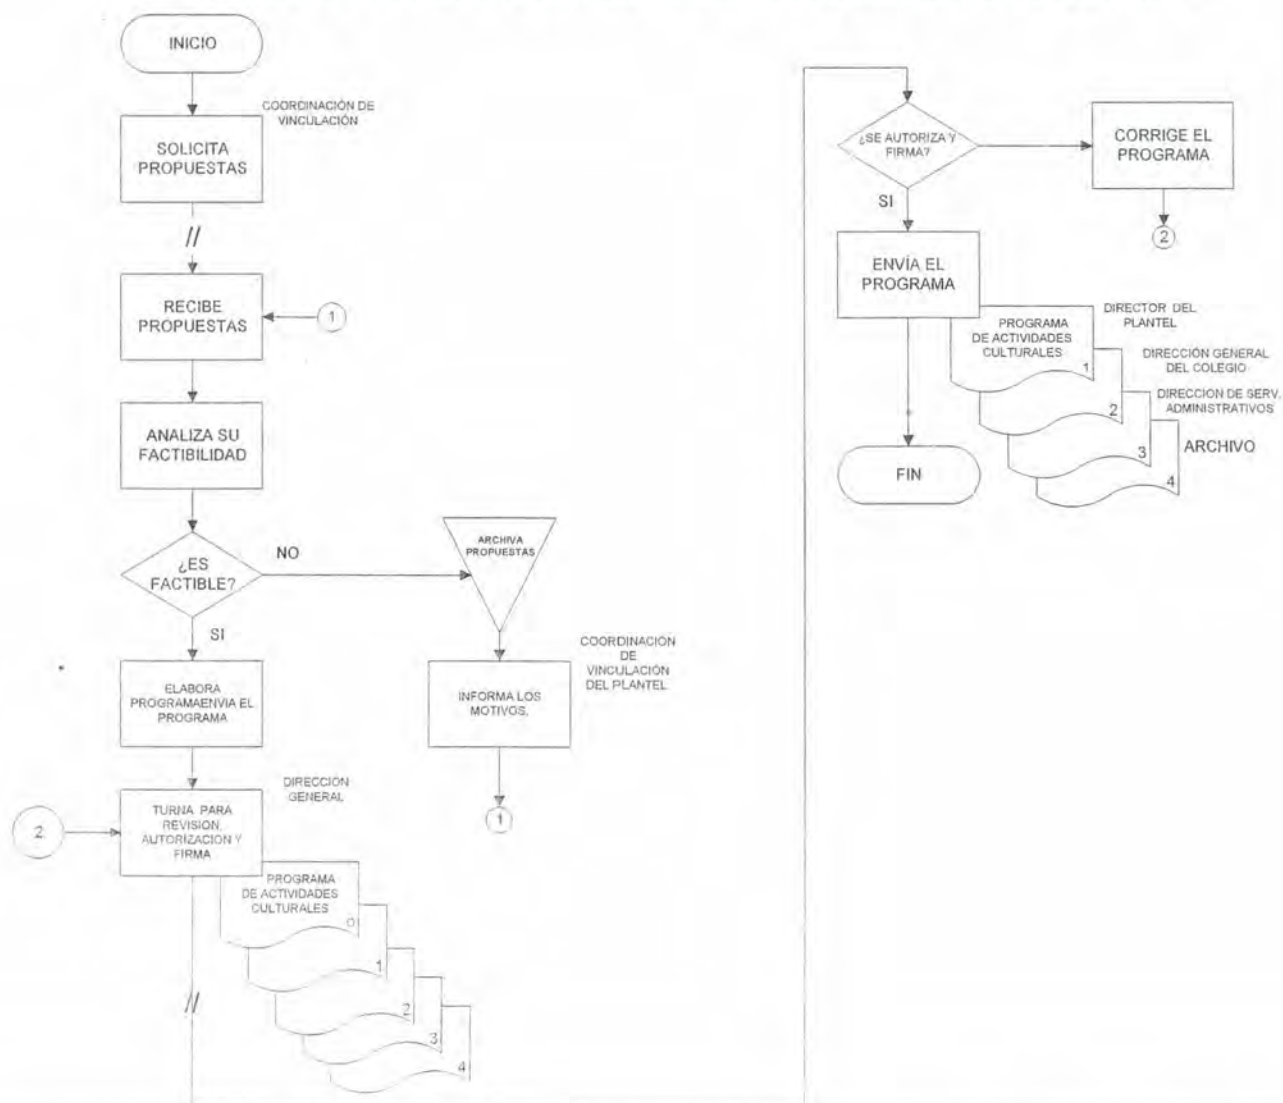 INICIO
COORDINACIÓN DE
VINCULACIÓN
SOLICITA
PROPUESTAS
//
RECIBE
PROPUESTAS
1
ANALIZA SU
FACTIBILIDAD
¿ES
FACTIBLE?
NO
ARCHIVA
PROPUESTAS
SI
COORDINACIÓN
DE
VINCULACIÓN
DEL PLANTEL
INFORMA LOS
MOTIVOS.
1
ELABORA
PROGRAMAENVIA EL
PROGRAMA
DIRECCIÓN
GENERAL
2
TURNA PARA
REVISIÓN,
AUTORIZACIÓN Y
FIRMA
PROGRAMA
DE ACTIVIDADES
CULTURALES
0
1
2
3
4
//
¿SE AUTORIZA Y
FIRMA?
CORRIGE EL
PROGRAMA
2
SI
ENVÍA EL
PROGRAMA
PROGRAMA
DE ACTIVIDADES
CULTURALES
1
DIRECTOR DEL
PLANTEL
2
DIRECCIÓN GENERAL
DEL COLEGIO
3
DIRECCION DE SERV.
ADMINISTRATIVOS
4
ARCHIVO
FIN